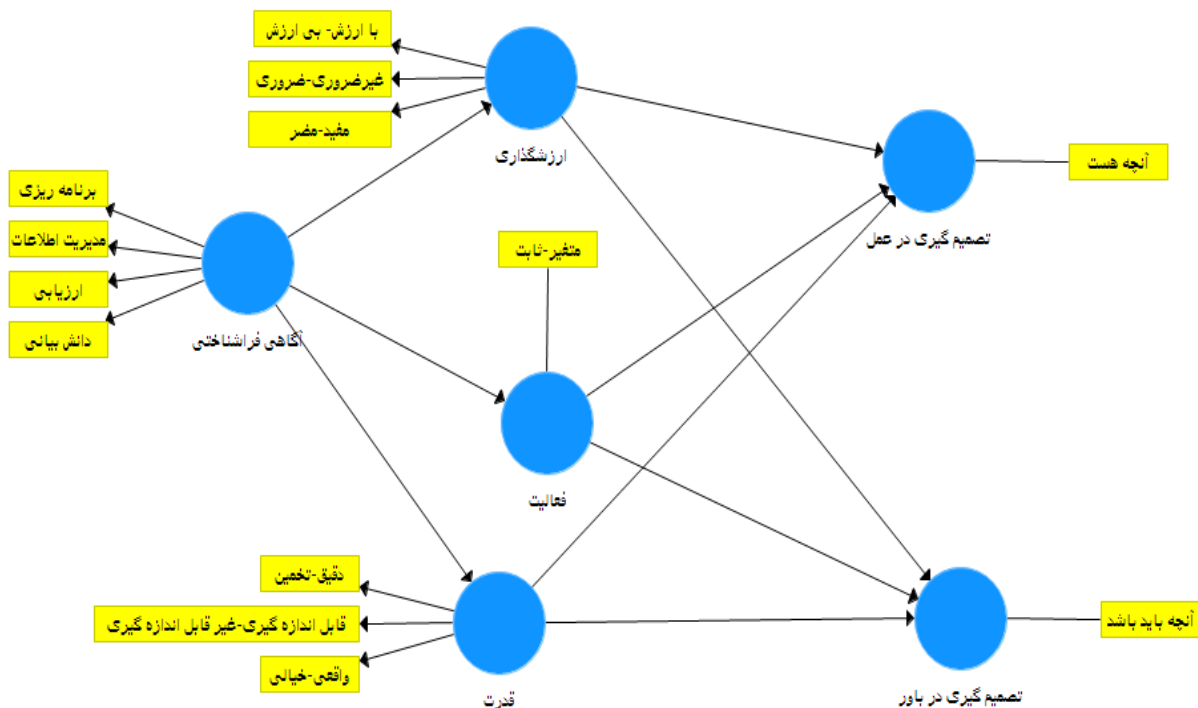 با ارزش- بی ارزش
غیرضروری-ضروری
مفید-مضر
ارزشگذاری
آنچه هست
تصمیم گیری در عمل
برنامه ریزی
مدیریت اطلاعات
ارزیابی
دانش بیانی
آگاهی فراشناختی
متغیر-ثابت
فعالیت
دقیق-تخمین
قابل اندازه گیری-غیر قابل اندازه گیری
واقعی-خیالی
قدرت
آنچه باید باشد
تصمیم گیری در باور